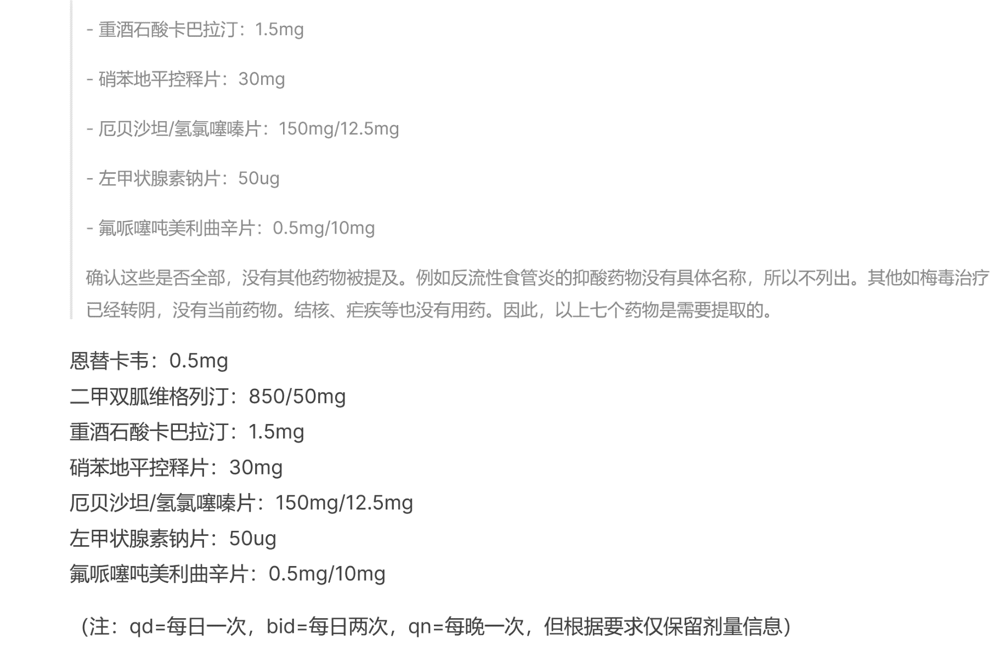 - 重酒石酸卡巴拉汀：1.5mg
- 硝苯地平控释片：30mg
- 厄贝沙坦/氢氯噻嗪片：150mg/12.5mg
- 左甲状腺素钠片：50ug
- 氟哌噻吨美利曲辛片：0.5mg/10mg
确认这些是否全部，没有其他药物被提及。例如反流性食管炎的抑酸药物没有具体名称，所以不列出。其他如梅毒治疗
已经转阴，没有当前药物。结核、疟疾等也没有用药。因此，以上七个药物是需要提取的。
恩替卡韦：0.5mg
二甲双胍维格列汀：850/50mg
重酒石酸卡巴拉汀：1.5mg
硝苯地平控释片：30mg
厄贝沙坦/氢氯噻嗪片：150mg/12.5mg
左甲状腺素钠片：50ug
氟哌噻吨美利曲辛片：0.5mg/10mg
（注：qd=每日一次，bid=每日两次，qn=每晚一次，但根据要求仅保留剂量信息）